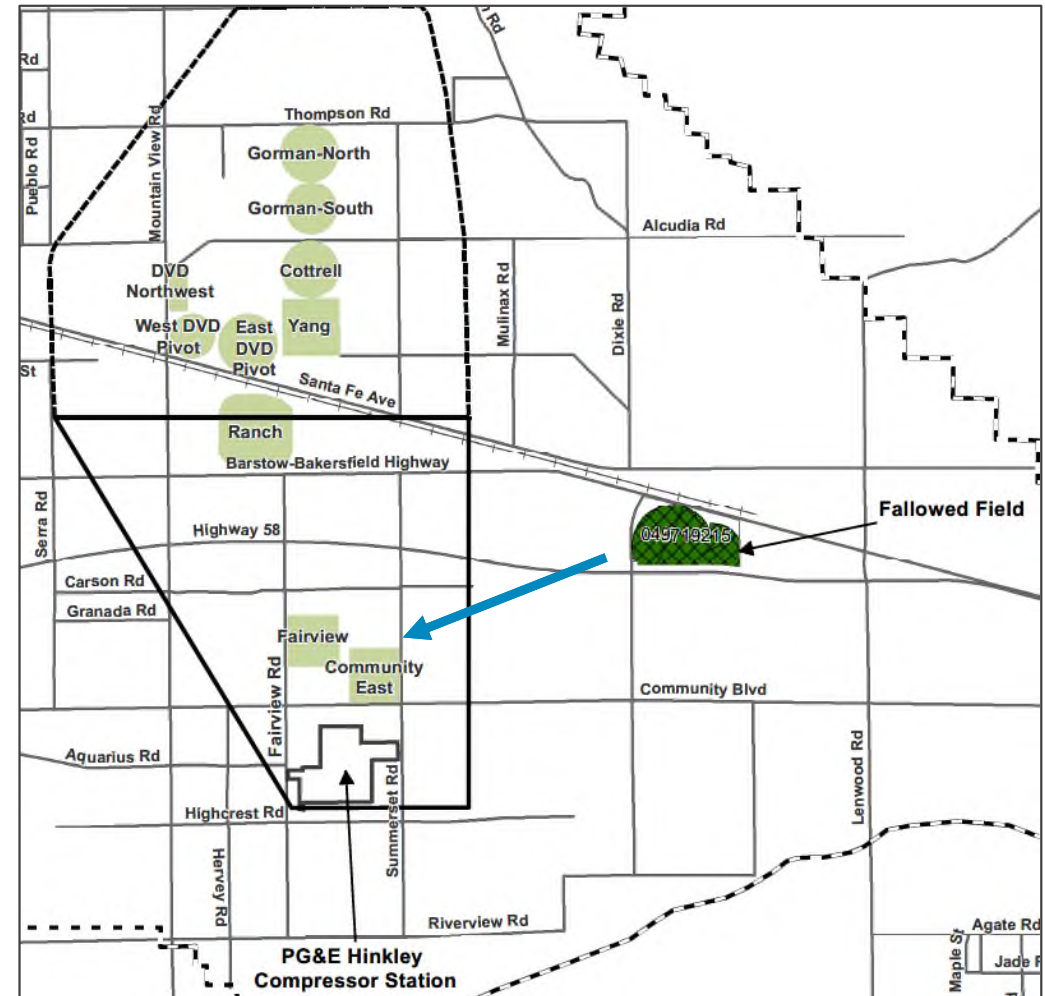 Rd
Rd
Thompson Rd
Pueblo Rd
Mountain View Rd
Gorman-North
Gorman-South
Alcudia Rd
DVD
Northwest
Cottrell
Mulinax Rd
Dixie Rd
West DVD
Pivot
East
DVD
Pivot
Yang
St
Santa Fe Ave
Ranch
Barstow-Bakersfield Highway
Serra Rd
Highway 58
049719215
Fallowed Field
Carson Rd
Granada Rd
Fairview
Community
East
Fairview Rd
Community Blvd
Aquarius Rd
Summerset Rd
Lenwood Rd
Highcrest Rd
Hervey Rd
Riverview Rd
PG&E Hinkley
Compressor Station
Maple St
Agate Rd
Jade